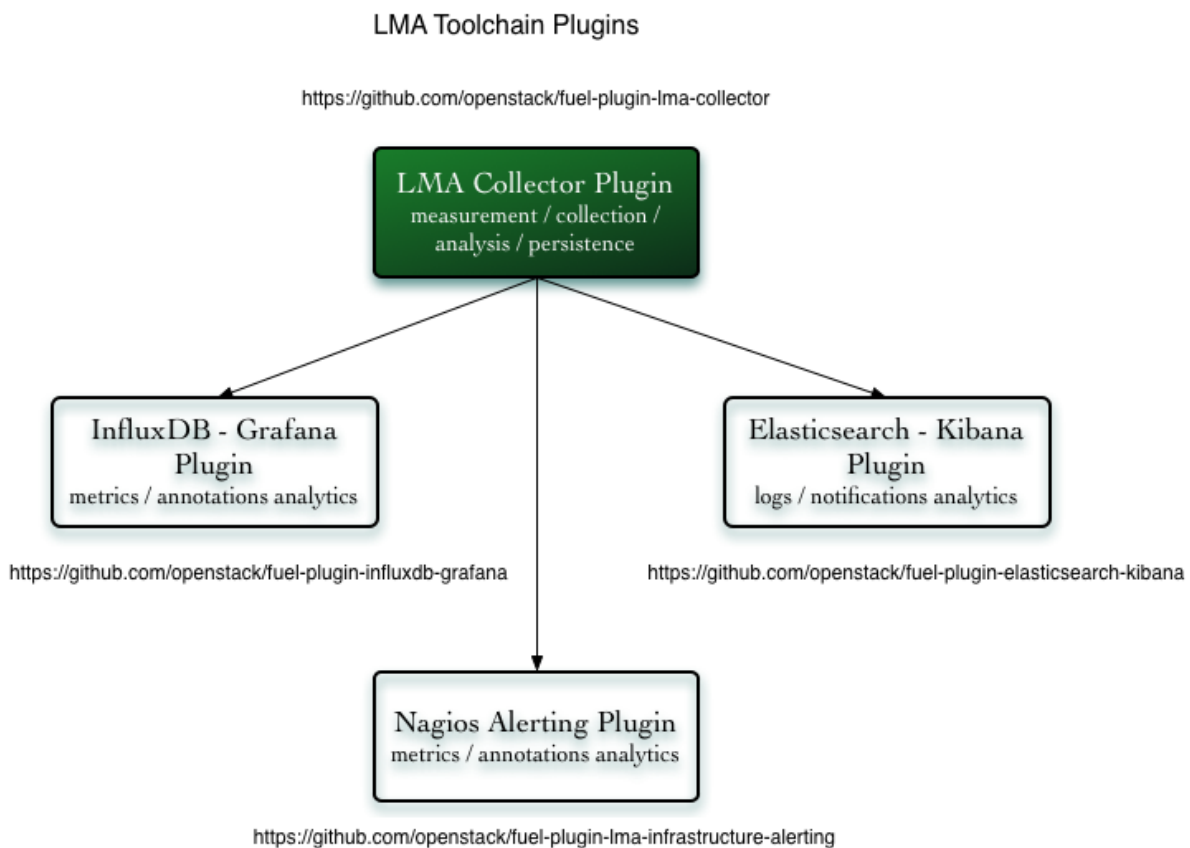 LMA Toolchain Plugins
https://github.com/openstack/fuel-plugin-lma-collector
LMA Collector Plugin
measurement / collection /
analysis / persistence
InfluxDB - Grafana
Plugin
metrics / annotations analytics
https://github.com/openstack/fuel-plugin-influxdb-grafana
Elasticsearch - Kibana
Plugin
logs / notifications analytics
https://github.com/openstack/fuel-plugin-elasticsearch-kibana
Nagios Alerting Plugin
metrics / annotations analytics
https://github.com/openstack/fuel-plugin-lma-infrastructure-alerting